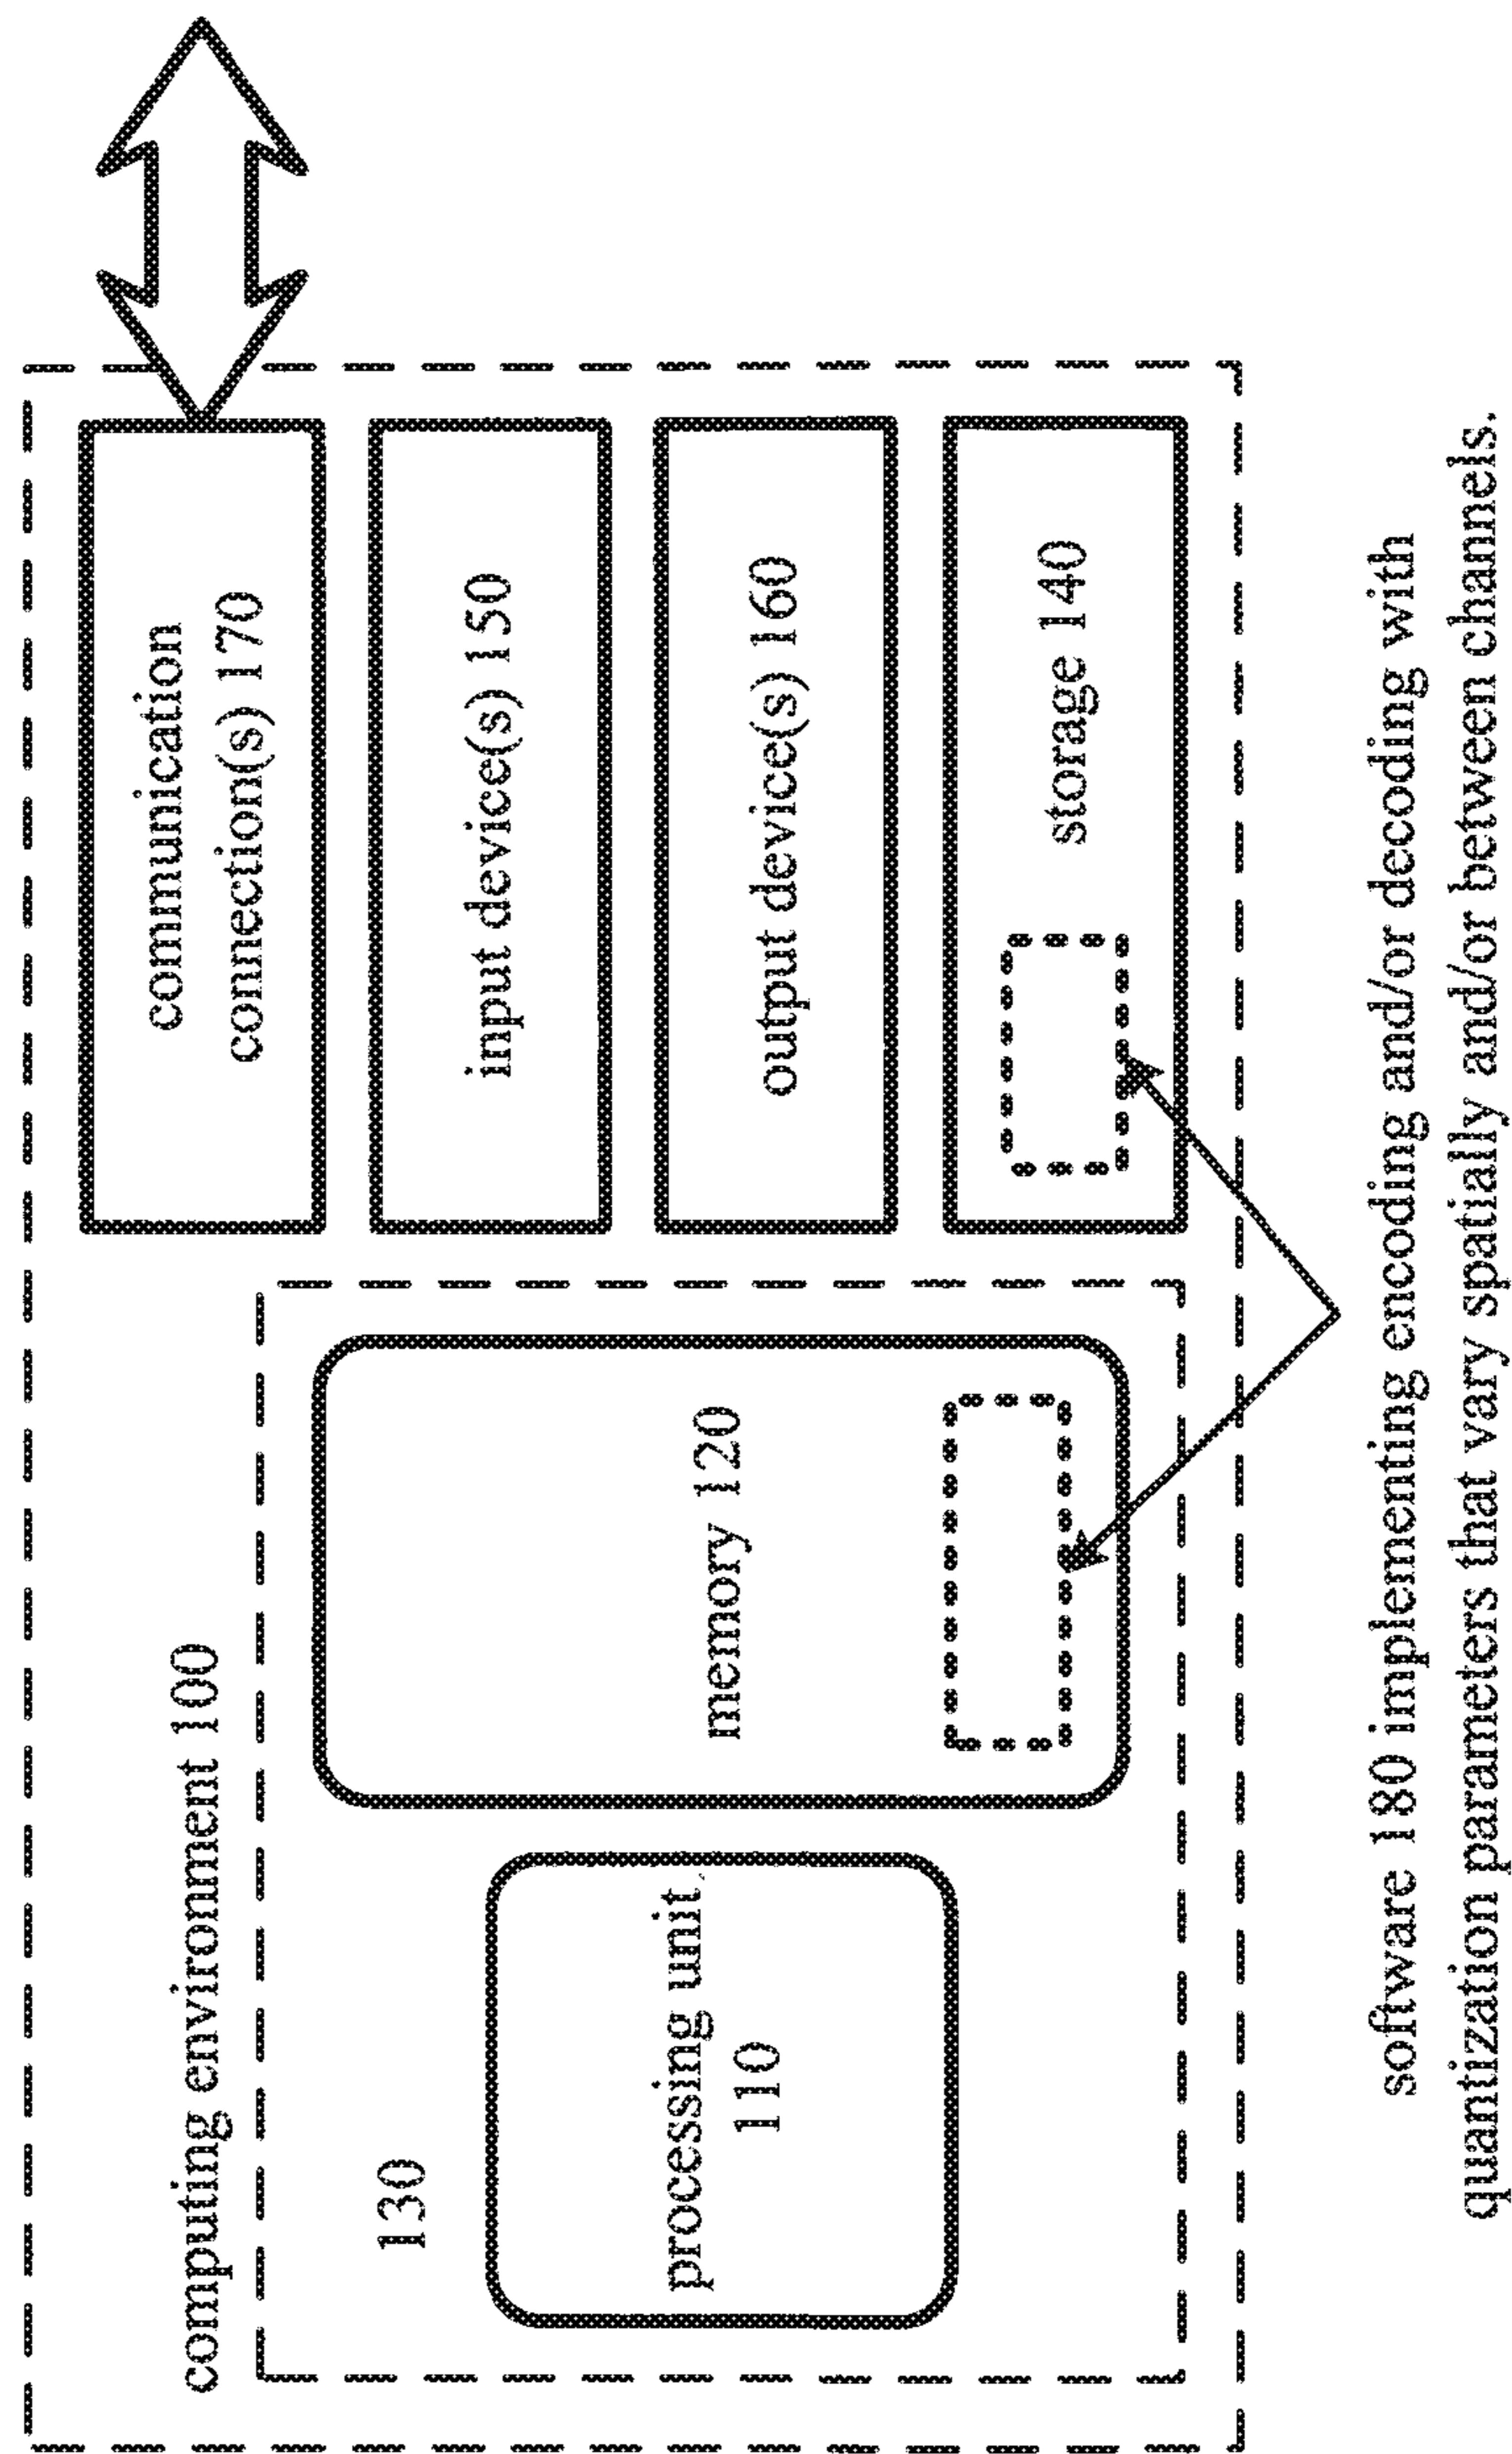 computing environment 100
130
processing unit
110
memory 120
communication
connection(s) 170
input device(s) 150
output device(s) 160
storage 140
software 180 implementing encoding and/or decoding with
quantization parameters that vary spatially and/or between channels.